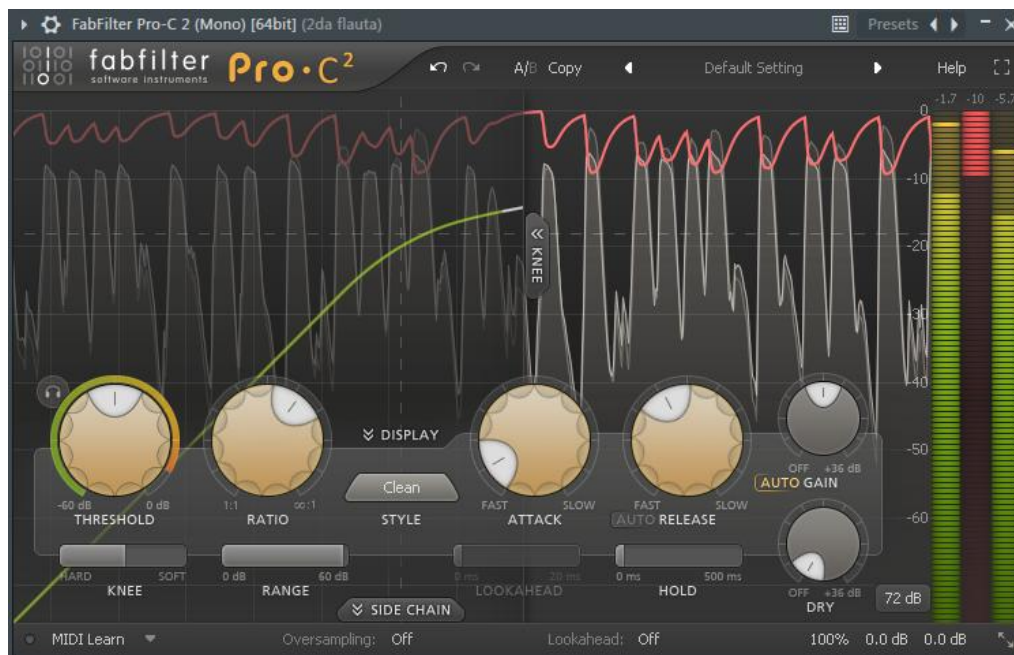 FabFilter Pro-C 2 (Mono) [64bit] (2da flauta) Presets
fabfilter Pro·C²
software instruments
A/B Copy Default Setting Help
-1.7 -10 -5.7
0
-10
-20
-30
-40
-50
-60
KNEE
DISPLAY
Clean
-60 dB 0 dB 1:1 ∞:1 FAST SLOW FAST SLOW
THRESHOLD RATIO STYLE ATTACK AUTO RELEASE
OFF +36 dB
AUTO GAIN
HARD SOFT 0 dB 60 dB 0 ms 20 ms 0 ms 500 ms
KNEE RANGE LOOKAHEAD HOLD
OFF +36 dB
DRY
72 dB
SIDE CHAIN
MIDI Learn Oversampling: Off Lookahead: Off 100% 0.0 dB 0.0 dB